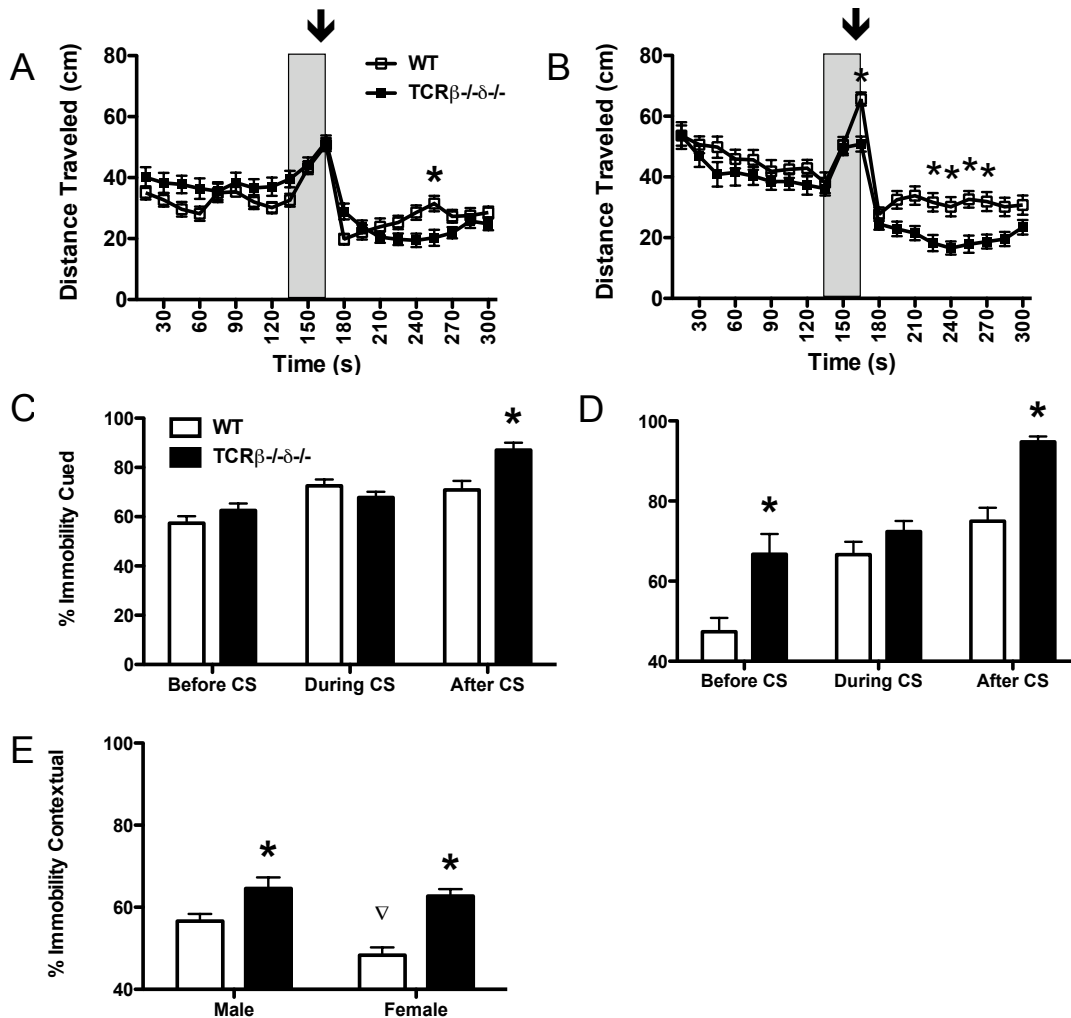 A
Distance Traveled (cm)
80
60
40
20
0
WT
TCRβ-/-δ-/-
*
30 60 90 120 150 180 210 240 270 300
Time (s)
B
Distance Traveled (cm)
80
60
40
20
0
*
* * * *
30 60 90 120 150 180 210 240 270 300
Time (s)
C
% Immobility Cued
100
80
60
40
20
0
WT
TCRβ-/-δ-/-
*
Before CS During CS After CS
D
100
80
60
40
*
*
Before CS During CS After CS
E
% Immobility Contextual
100
80
60
40
*
∇
*
Male Female